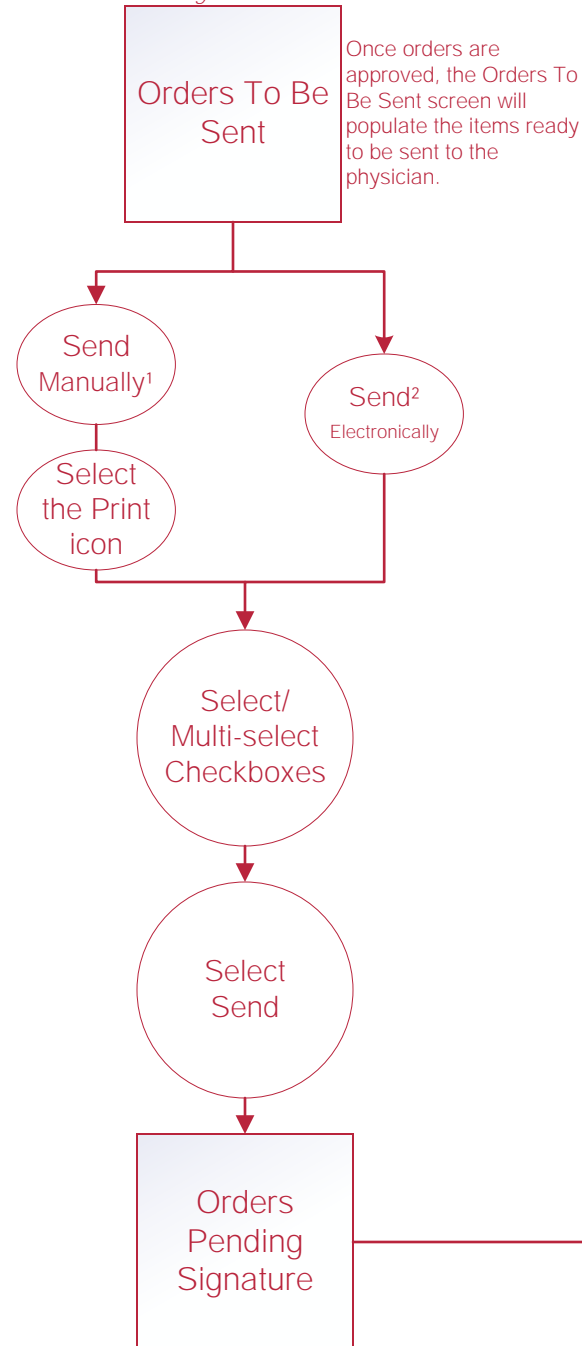 Orders To Be
Sent
Once orders are
approved, the Orders To
Be Sent screen will
populate the items ready
to be sent to the
physician.
Send
Manually¹
Send²
Electronically
Select
the Print
icon
Select/
Multi-select
Checkboxes
Select
Send
Orders
Pending
Signature